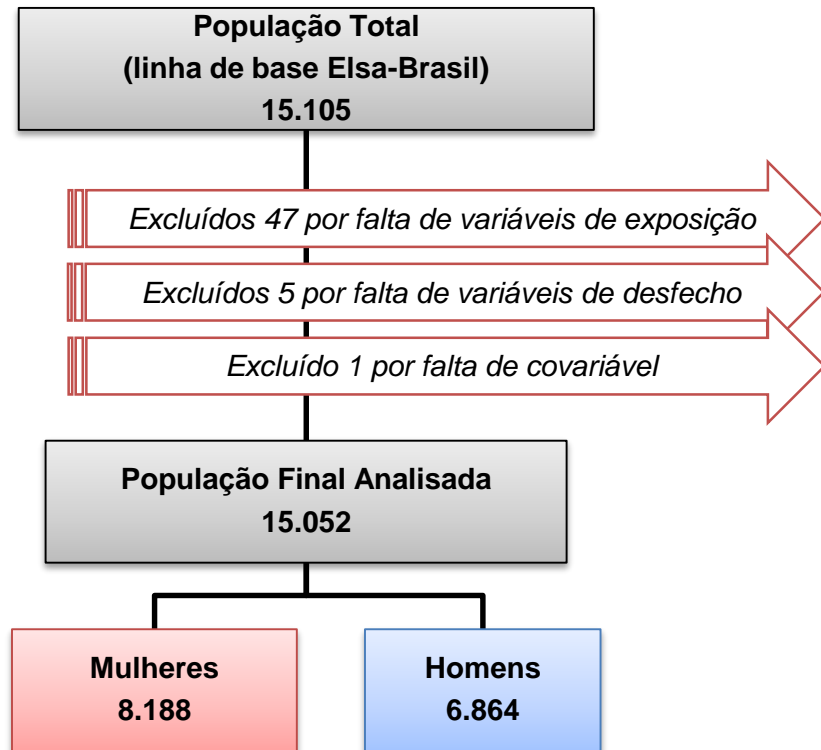 População Total
(linha de base Elsa-Brasil)
15.105
Excluídos 47 por falta de variáveis de exposição
Excluídos 5 por falta de variáveis de desfecho
Excluído 1 por falta de covariável
População Final Analisada
15.052
Mulheres
8.188
Homens
6.864